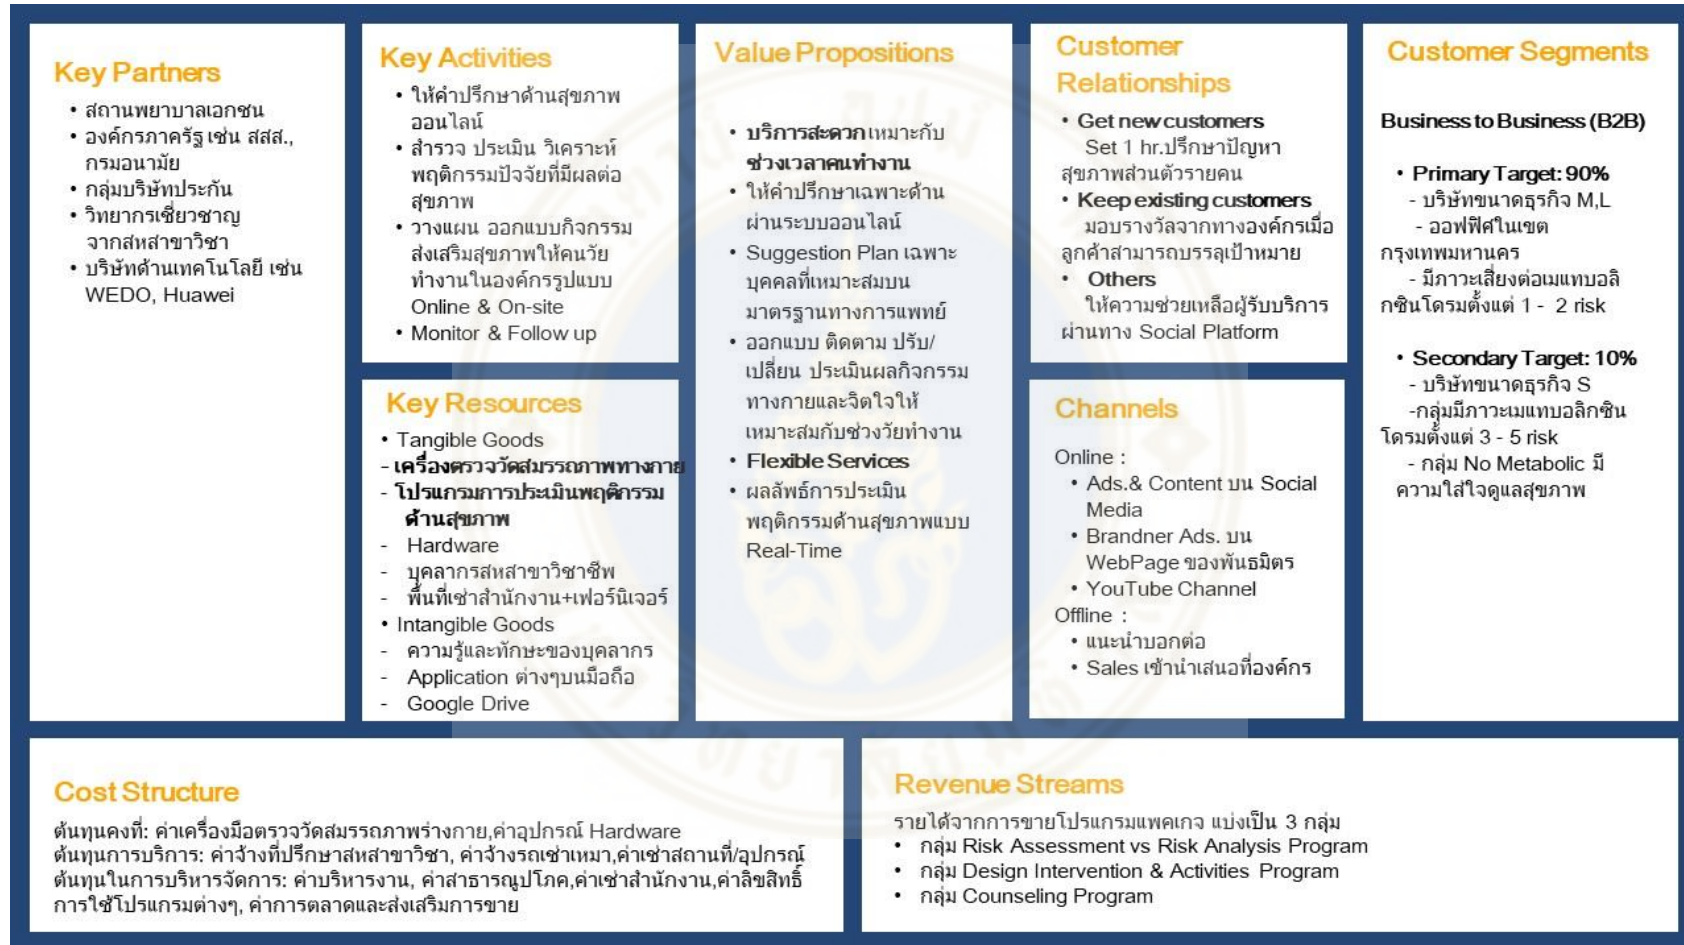 Key Partners
• สถานพยาบาลเอกชน
• องค์กรภาครัฐ เช่น สสส.,
กรมอนามัย
• กลุ่มบริษัทประกัน
• วิทยากรเชี่ยวชาญ
จากสหสาขาวิชา
• บริษัทด้านเทคโนโลยี เช่น
WEDO, Huawei
Key Activities
• ให้คำปรึกษาด้านสุขภาพ
ออนไลน์
• สำรวจ ประเมิน วิเคราะห์
พฤติกรรมปัจจัยที่มีผลต่อ
สุขภาพ
• วางแผน ออกแบบกิจกรรม
ส่งเสริมสุขภาพให้คนวัย
ทำงานในองค์กรรูปแบบ
Online & On-site
• Monitor & Follow up
Key Resources
• Tangible Goods
- เครื่องตรวจวัดสมรรถภาพทางกาย
- โปรแกรมการประเมินพฤติกรรม
ด้านสุขภาพ
- Hardware
- บุคลากรสหสาขาวิชาชีพ
- พื้นที่เช่าสำนักงาน+เฟอร์นิเจอร์
• Intangible Goods
- ความรู้และทักษะของบุคลากร
- Application ต่างๆบนมือถือ
- Google Drive
Value Propositions
• บริการสะดวกเหมาะกับ
ช่วงเวลาคนทำงาน
• ให้คำปรึกษาเฉพาะด้าน
ผ่านระบบออนไลน์
• Suggestion Plan เฉพาะ
บุคคลที่เหมาะสมบน
มาตรฐานทางการแพทย์
• ออกแบบ ติดตาม ปรับ/
เปลี่ยน ประเมินผลกิจกรรม
ทางกายและจิตใจให้
เหมาะสมกับช่วงวัยทำงาน
• Flexible Services
• ผลลัพธ์การประเมิน
พฤติกรรมด้านสุขภาพแบบ
Real-Time
Customer
Relationships
• Get new customers
Set 1 hr.ปรึกษาปัญหา
สุขภาพส่วนตัวรายคน
• Keep existing customers
มอบรางวัลจากทางองค์กรเมื่อ
ลูกค้าสามารถบรรลุเป้าหมาย
• Others
ให้ความช่วยเหลือผู้รับบริการ
ผ่านทาง Social Platform
Channels
Online :
• Ads.& Content บน Social
Media
• Brandner Ads. บน
WebPage ของพันธมิตร
• YouTube Channel
Offline :
• แนะนำบอกต่อ
• Sales เข้านำเสนอที่องค์กร
Customer Segments
Business to Business (B2B)
• Primary Target: 90%
- บริษัทขนาดธุรกิจ M,L
- ออฟฟิศในเขต
กรุงเทพมหานคร
- มีภาวะเสี่ยงต่อเมแทบอลิ
กซินโดรมตั้งแต่ 1 - 2 risk
• Secondary Target: 10%
- บริษัทขนาดธุรกิจ S
-กลุ่มมีภาวะเมแทบอลิกซิน
โดรมตั้งแต่ 3 - 5 risk
- กลุ่ม No Metabolic มี
ความใส่ใจดูแลสุขภาพ
Cost Structure
ต้นทุนคงที่: ค่าเครื่องมือตรวจวัดสมรรถภาพร่างกาย,ค่าอุปกรณ์ Hardware
ต้นทุนการบริการ: ค่าจ้างที่ปรึกษาสหสาขาวิชา, ค่าจ้างรถเช่าเหมา,ค่าเช่าสถานที่/อุปกรณ์
ต้นทุนในการบริหารจัดการ: ค่าบริหารงาน, ค่าสาธารณูปโภค,ค่าเช่าสำนักงาน,ค่าลิขสิทธิ์
การใช้โปรแกรมต่างๆ, ค่าการตลาดและส่งเสริมการขาย
Revenue Streams
รายได้จากการขายโปรแกรมแพคเกจ แบ่งเป็น 3 กลุ่ม
• กลุ่ม Risk Assessment vs Risk Analysis Program
• กลุ่ม Design Intervention & Activities Program
• กลุ่ม Counseling Program